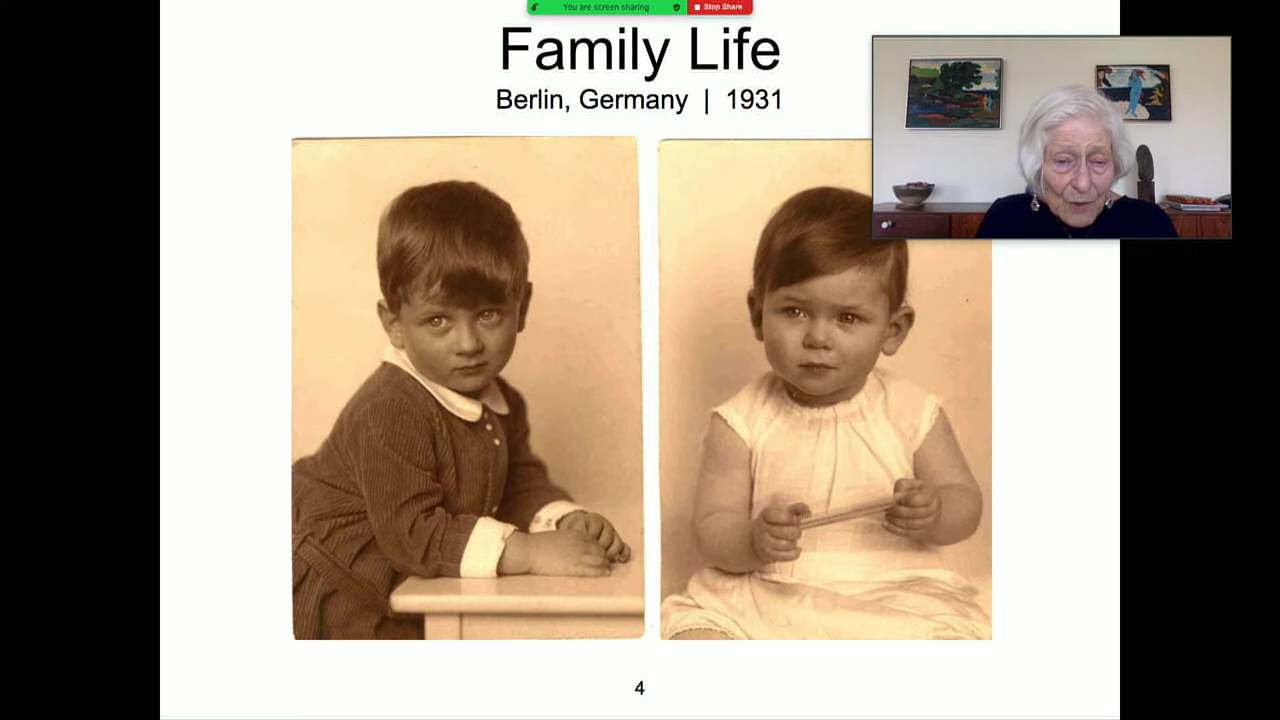 You are screen sharing
Stop Share
Family Life
Berlin, Germany | 1931
4